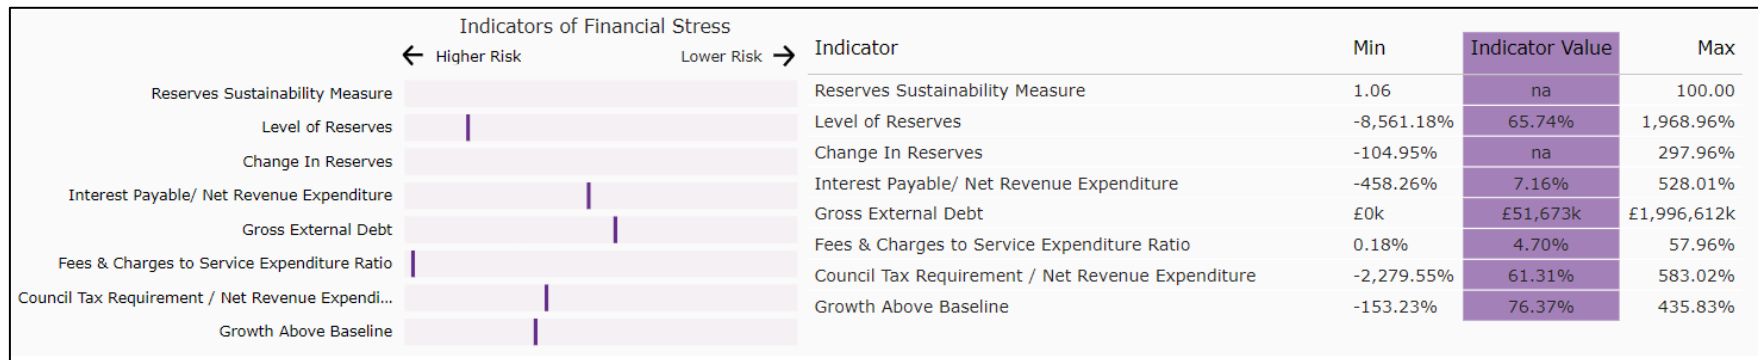 Indicators of Financial Stress
Higher Risk Lower Risk
Reserves Sustainability Measure
Level of Reserves
Change In Reserves
Interest Payable/ Net Revenue Expenditure
Gross External Debt
Fees & Charges to Service Expenditure Ratio
Council Tax Requirement / Net Revenue Expendi...
Growth Above Baseline
Indicator Min Indicator Value Max
Reserves Sustainability Measure 1.06 na 100.00
Level of Reserves -8,561.18% 65.74% 1,968.96%
Change In Reserves -104.95% na 297.96%
Interest Payable/ Net Revenue Expenditure -458.26% 7.16% 528.01%
Gross External Debt £0k £51,673k £1,996,612k
Fees & Charges to Service Expenditure Ratio 0.18% 4.70% 57.96%
Council Tax Requirement / Net Revenue Expenditure -2,279.55% 61.31% 583.02%
Growth Above Baseline -153.23% 76.37% 435.83%